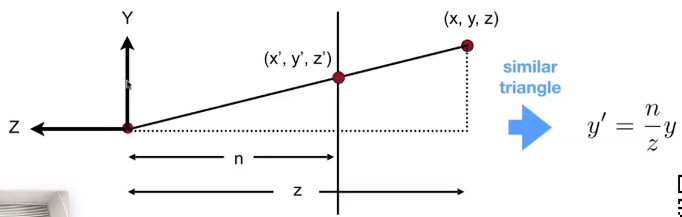 Y
(x, y, z)
(x', y', z')
similar
triangle
Z
y′ = n/z y
n
z